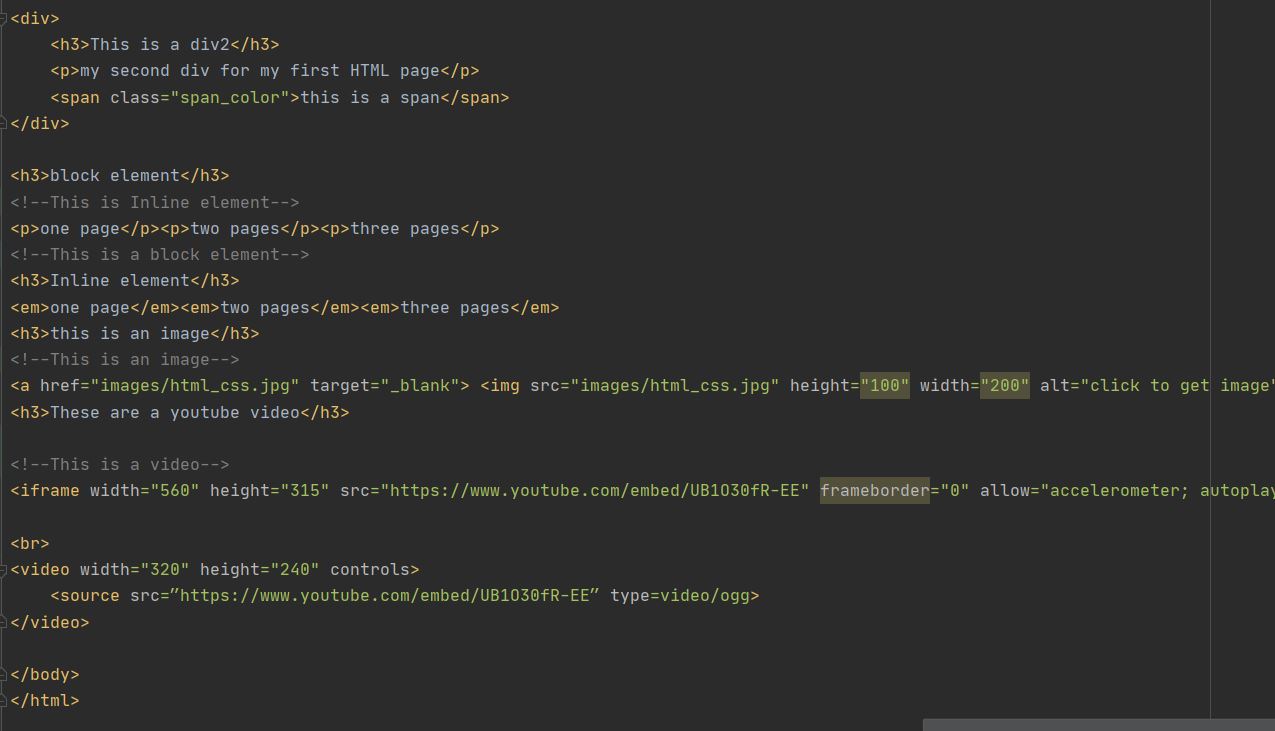 <div>
    <h3>This is a div2</h3>
    <p>my second div for my first HTML page</p>
    <span class="span_color">this is a span</span>
</div>
<h3>block element</h3>
<!--This is Inline element-->
<p>one page</p><p>two pages</p><p>three pages</p>
<!--This is a block element-->
<h3>Inline element</h3>
<em>one page</em><em>two pages</em><em>three pages</em>
<h3>this is an image</h3>
<!--This is an image-->
<a href="images/html_css.jpg" target="_blank"> <img src="images/html_css.jpg" height="100" width="200" alt="click to get image"
<h3>These are a youtube video</h3>
<!--This is a video-->
<iframe width="560" height="315" src="https://www.youtube.com/embed/UB1O30fR-EE" frameborder="0" allow="accelerometer; autoplay
<br>
<video width="320" height="240" controls>
    <source src=”https://www.youtube.com/embed/UB1O30fR-EE” type=video/ogg>
</video>
</body>
</html>